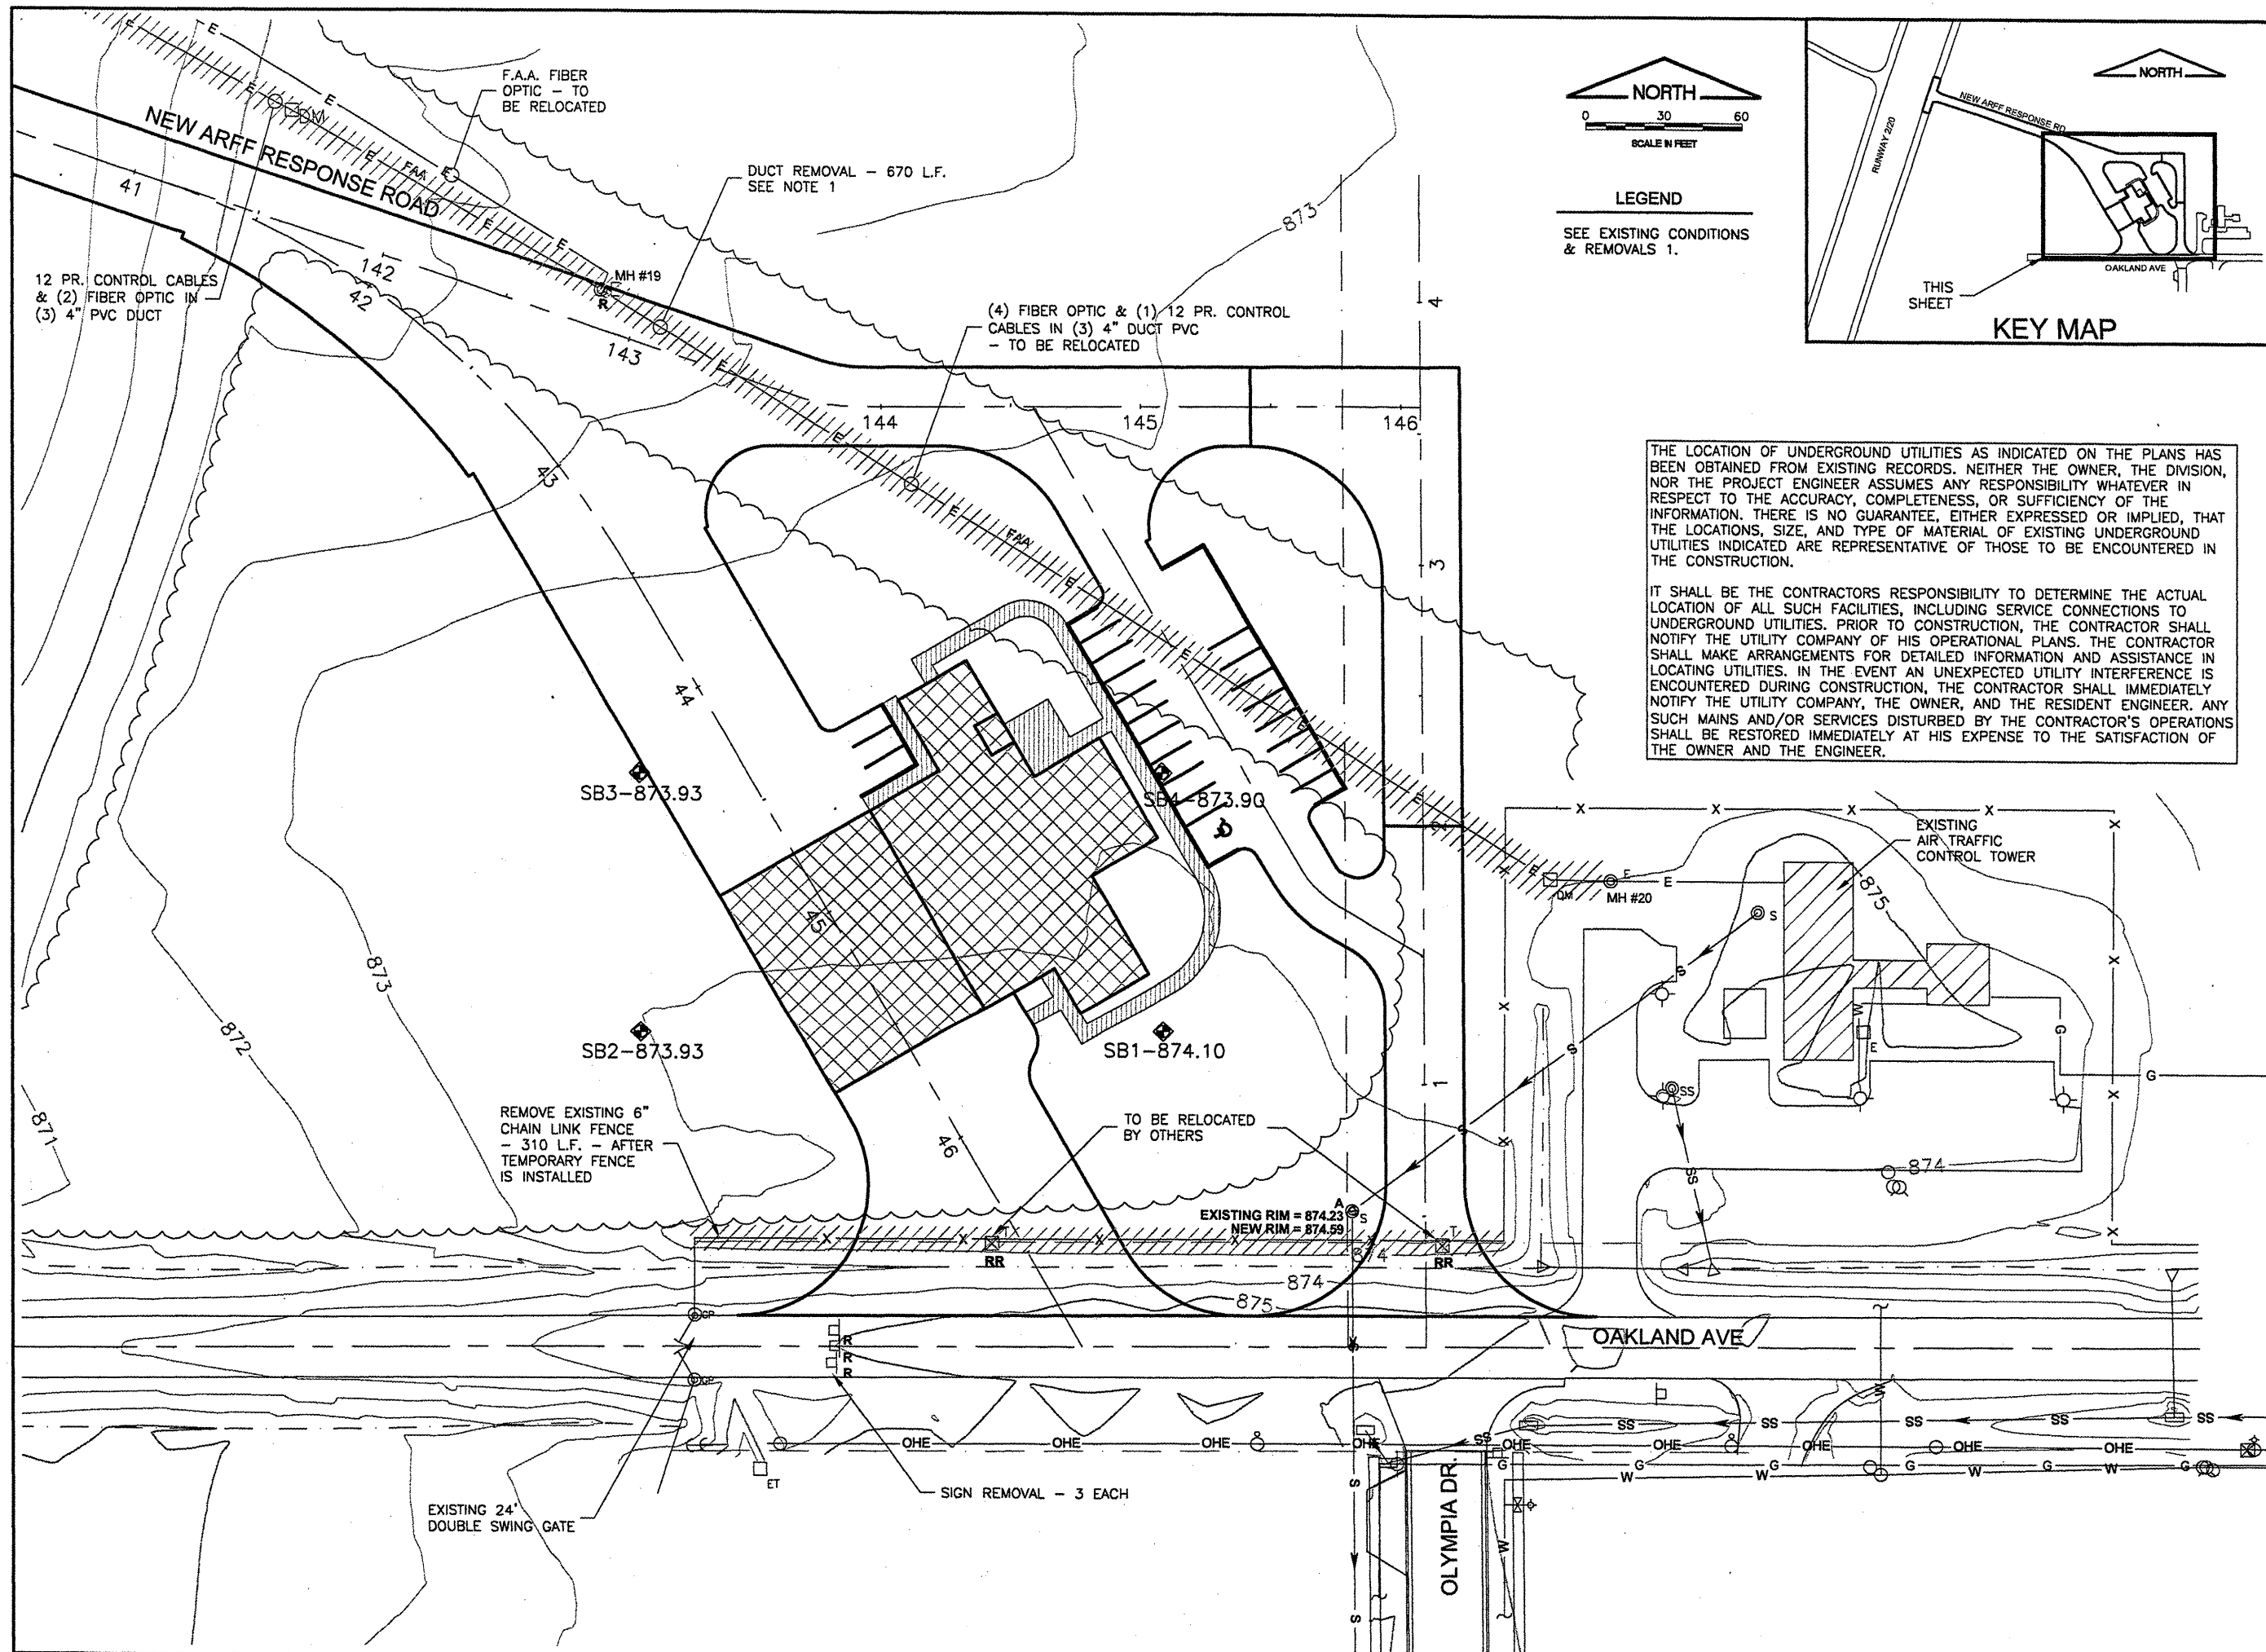 F.A.A. FIBER
OPTIC – TO
BE RELOCATED
NEW ARFF RESPONSE ROAD
DUCT REMOVAL – 670 L.F.
SEE NOTE 1
12 PR. CONTROL CABLES
& (2) FIBER OPTIC IN
(3) 4" PVC DUCT
MH #19
R
(4) FIBER OPTIC & (1) 12 PR. CONTROL
CABLES IN (3) 4" DUCT PVC
– TO BE RELOCATED
NORTH
0 30 60
SCALE IN FEET
LEGEND
SEE EXISTING CONDITIONS
& REMOVALS 1.
NORTH
NEW ARFF RESPONSE RD
RUNWAY 2/20
OAKLAND AVE
THIS
SHEET
KEY MAP
THE LOCATION OF UNDERGROUND UTILITIES AS INDICATED ON THE PLANS HAS
BEEN OBTAINED FROM EXISTING RECORDS. NEITHER THE OWNER, THE DIVISION,
NOR THE PROJECT ENGINEER ASSUMES ANY RESPONSIBILITY WHATEVER IN
RESPECT TO THE ACCURACY, COMPLETENESS, OR SUFFICIENCY OF THE
INFORMATION. THERE IS NO GUARANTEE, EITHER EXPRESSED OR IMPLIED, THAT
THE LOCATIONS, SIZE, AND TYPE OF MATERIAL OF EXISTING UNDERGROUND
UTILITIES INDICATED ARE REPRESENTATIVE OF THOSE TO BE ENCOUNTERED IN
THE CONSTRUCTION.
IT SHALL BE THE CONTRACTORS RESPONSIBILITY TO DETERMINE THE ACTUAL
LOCATION OF ALL SUCH FACILITIES, INCLUDING SERVICE CONNECTIONS TO
UNDERGROUND UTILITIES. PRIOR TO CONSTRUCTION, THE CONTRACTOR SHALL
NOTIFY THE UTILITY COMPANY OF HIS OPERATIONAL PLANS. THE CONTRACTOR
SHALL MAKE ARRANGEMENTS FOR DETAILED INFORMATION AND ASSISTANCE IN
LOCATING UTILITIES. IN THE EVENT AN UNEXPECTED UTILITY INTERFERENCE IS
ENCOUNTERED DURING CONSTRUCTION, THE CONTRACTOR SHALL IMMEDIATELY
NOTIFY THE UTILITY COMPANY, THE OWNER, AND THE RESIDENT ENGINEER. ANY
SUCH MAINS AND/OR SERVICES DISTURBED BY THE CONTRACTOR'S OPERATIONS
SHALL BE RESTORED IMMEDIATELY AT HIS EXPENSE TO THE SATISFACTION OF
THE OWNER AND THE ENGINEER.
41
142
42
143
43
144
145
146
44
45
46
4
3
1
873
FAA
FAA
SB3–873.93
SB4–873.90
SB2–873.93
SB1–874.10
EXISTING
AIR TRAFFIC
CONTROL TOWER
875
DM
MH #20
873
872
871
REMOVE EXISTING 6"
CHAIN LINK FENCE
– 310 L.F. – AFTER
TEMPORARY FENCE
IS INSTALLED
TO BE RELOCATED
BY OTHERS
A
EXISTING RIM = 874.23
NEW RIM = 874.59
RR
RR
874
874
874
875
GP
GP
R
R
R
OAKLAND AVE
OHE OHE OHE OHE OHE OHE OHE OHE OHE
SS SS SS SS SS SS
G G G G
W W W W
ET
EXISTING 24'
DOUBLE SWING GATE
SIGN REMOVAL – 3 EACH
OLYMPIA DR.